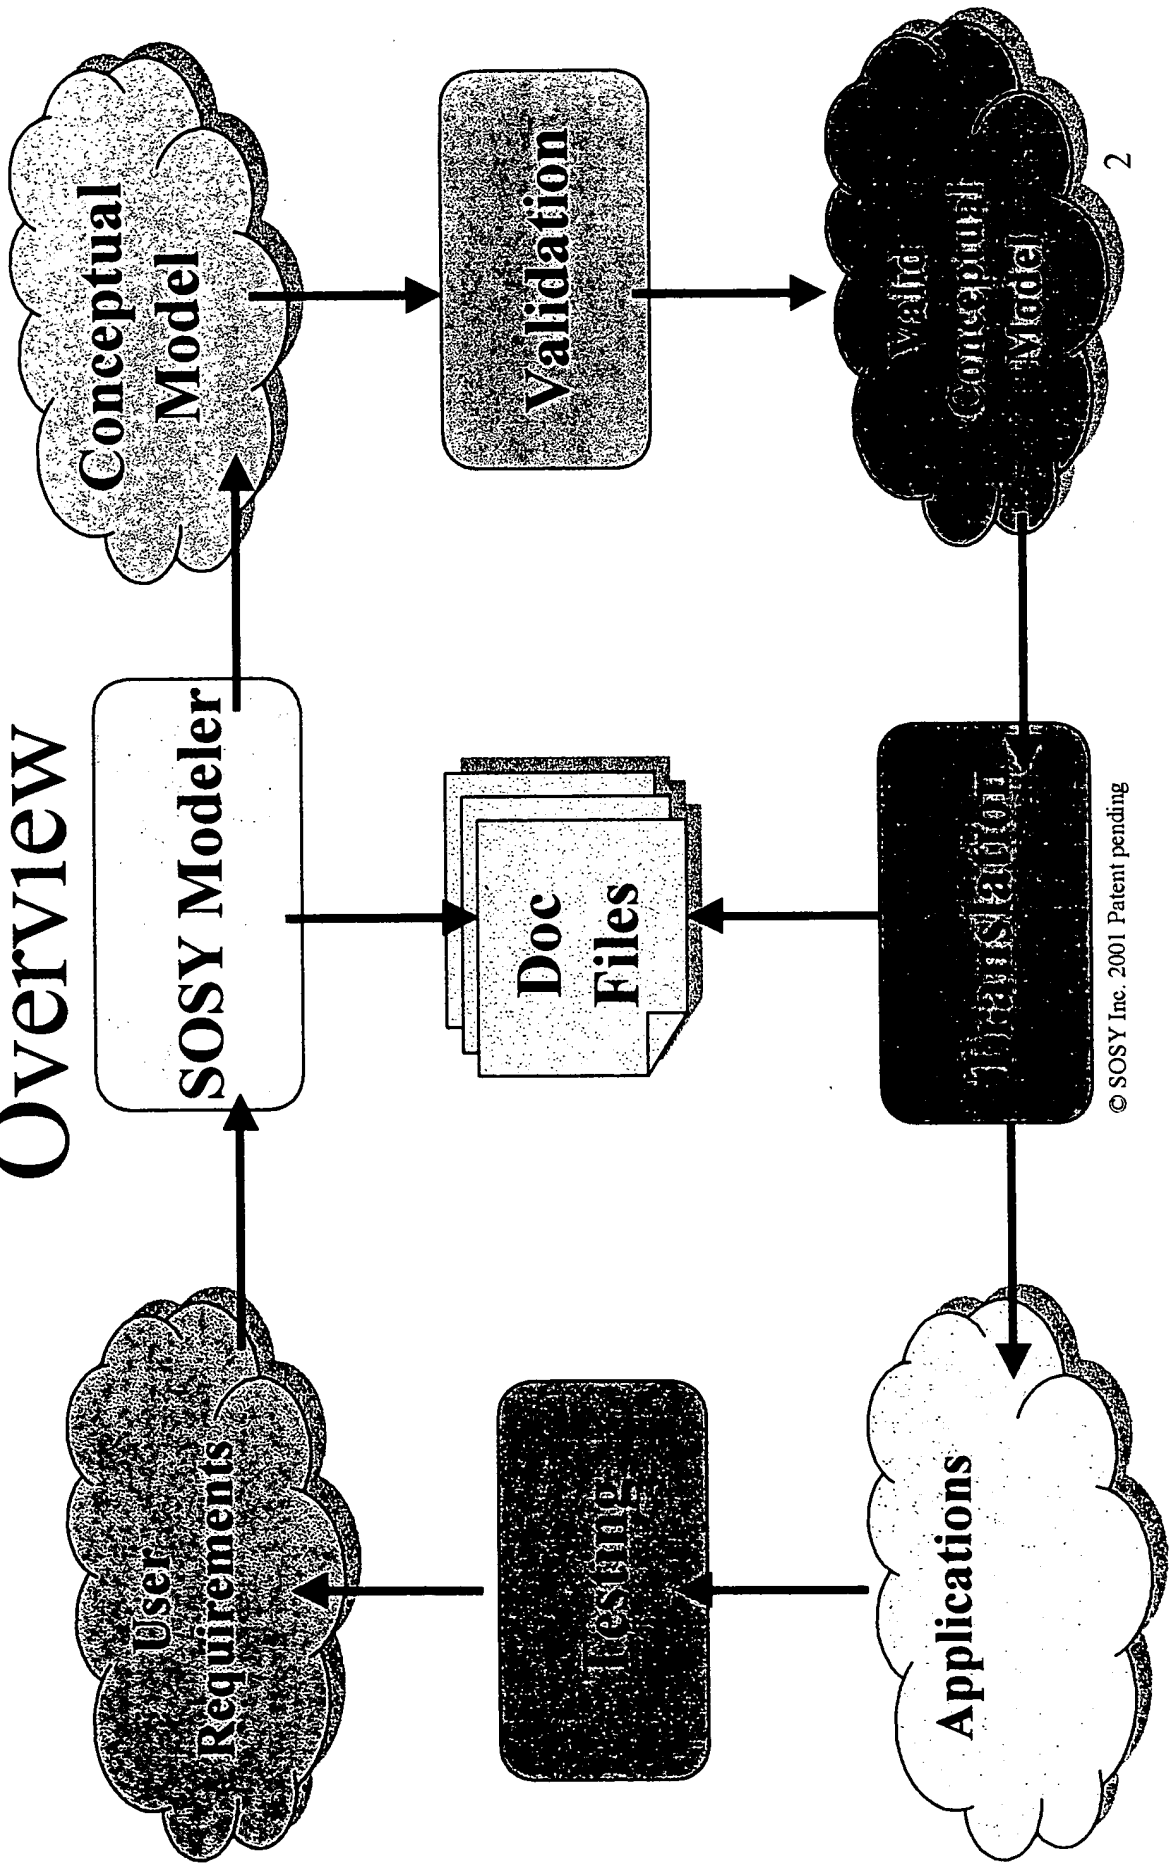 Overview
User
Requirements
SOSY Modeler
Conceptual
Model
Testing
Doc
Files
Validation
Applications
Translation
Valid
Conceptual
Model
© SOSY Inc. 2001 Patent pending
2